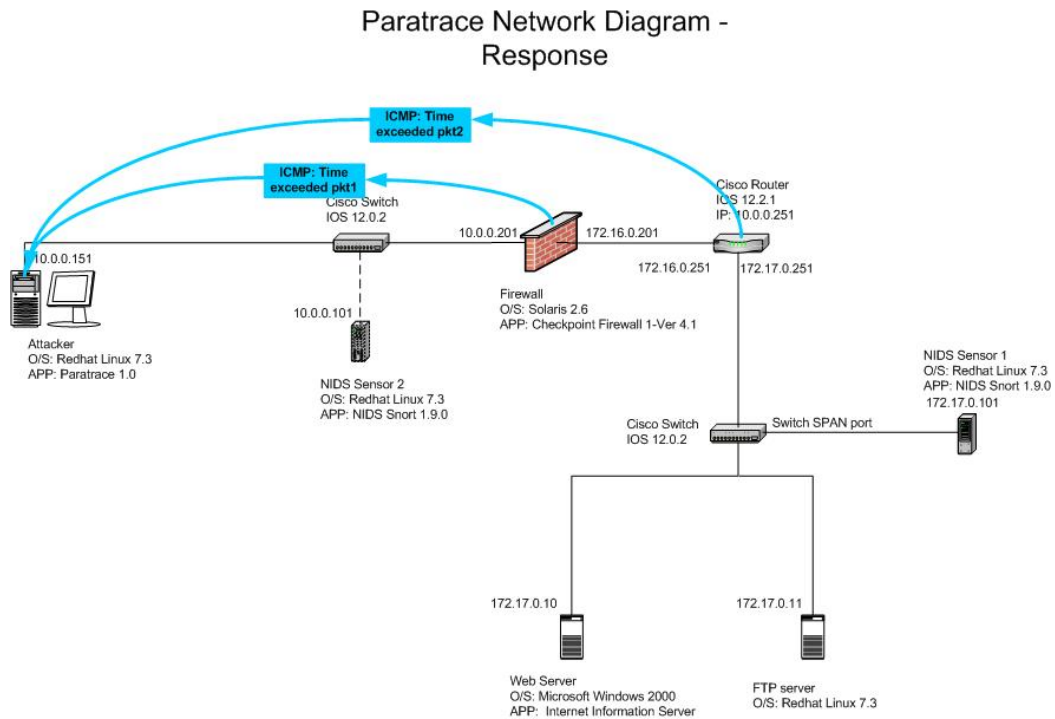 Paratrace Network Diagram -
Response
ICMP: Time
exceeded pkt2
ICMP: Time
exceeded pkt1
Cisco Switch
IOS 12.0.2
Cisco Router
IOS 12.2.1
IP: 10.0.0.251
10.0.0.201
172.16.0.201
10.0.0.151
172.16.0.251
172.17.0.251
Firewall
O/S: Solaris 2.6
APP: Checkpoint Firewall 1-Ver 4.1
10.0.0.101
Attacker
O/S: Redhat Linux 7.3
APP: Paratrace 1.0
NIDS Sensor 2
O/S: Redhat Linux 7.3
APP: NIDS Snort 1.9.0
NIDS Sensor 1
O/S: Redhat Linux 7.3
APP: NIDS Snort 1.9.0
172.17.0.101
Cisco Switch
IOS 12.0.2
Switch SPAN port
172.17.0.10
172.17.0.11
Web Server
O/S: Microsoft Windows 2000
APP: Internet Information Server
FTP server
O/S: Redhat Linux 7.3